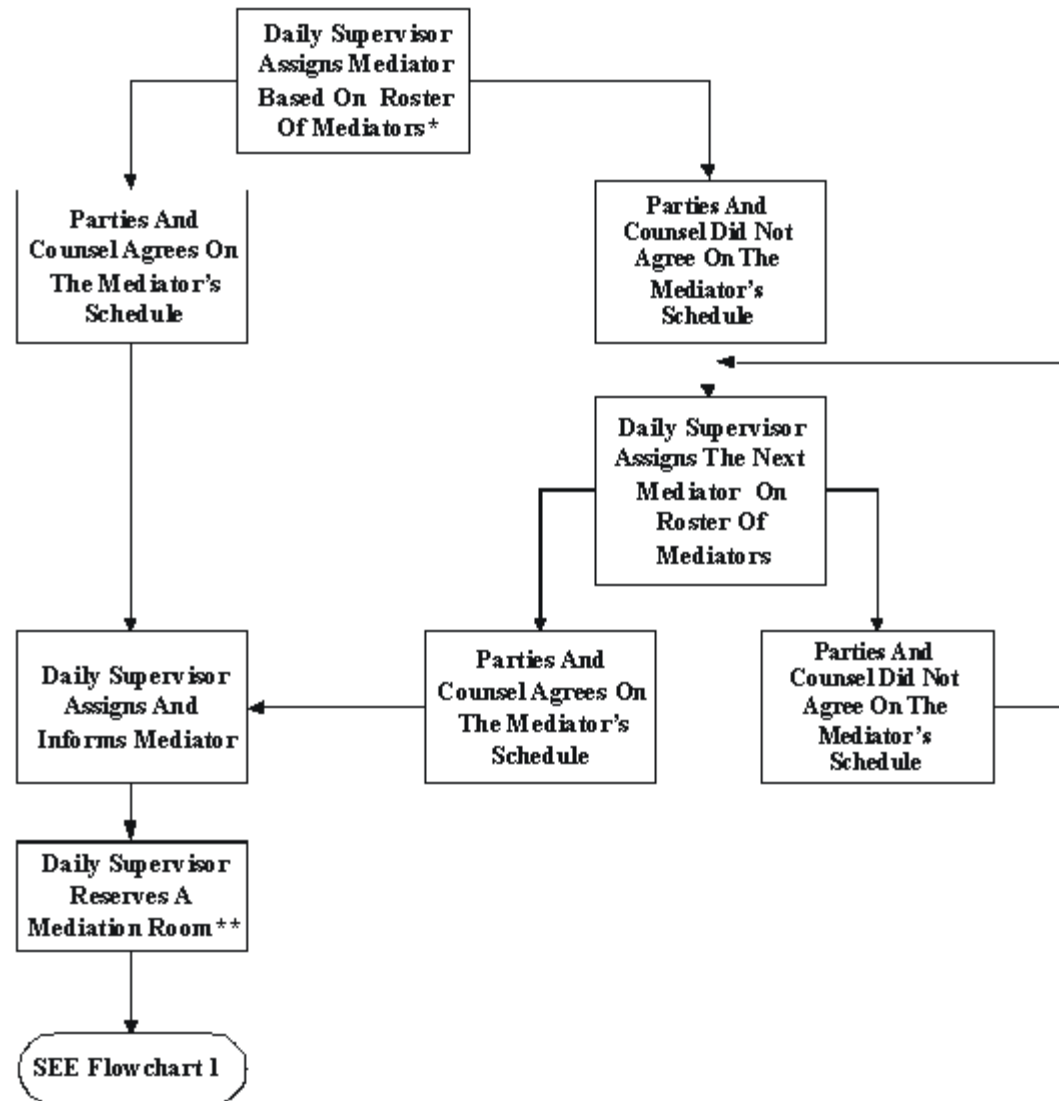 Daily Supervisor
Assigns Mediator
Based On Roster
Of Mediators*
Parties And
Counsel Agrees On
The Mediator's
Schedule
Parties And
Counsel Did Not
Agree On The
Mediator's
Schedule
Daily Supervisor
Assigns The Next
Mediator On
Roster Of
Mediators
Daily Supervisor
Assigns And
Informs Mediator
Parties And
Counsel Agrees On
The Mediator's
Schedule
Parties And
Counsel Did Not
Agree On The
Mediator's
Schedule
Daily Supervisor
Reserves A
Mediation Room**
SEE Flowchart 1